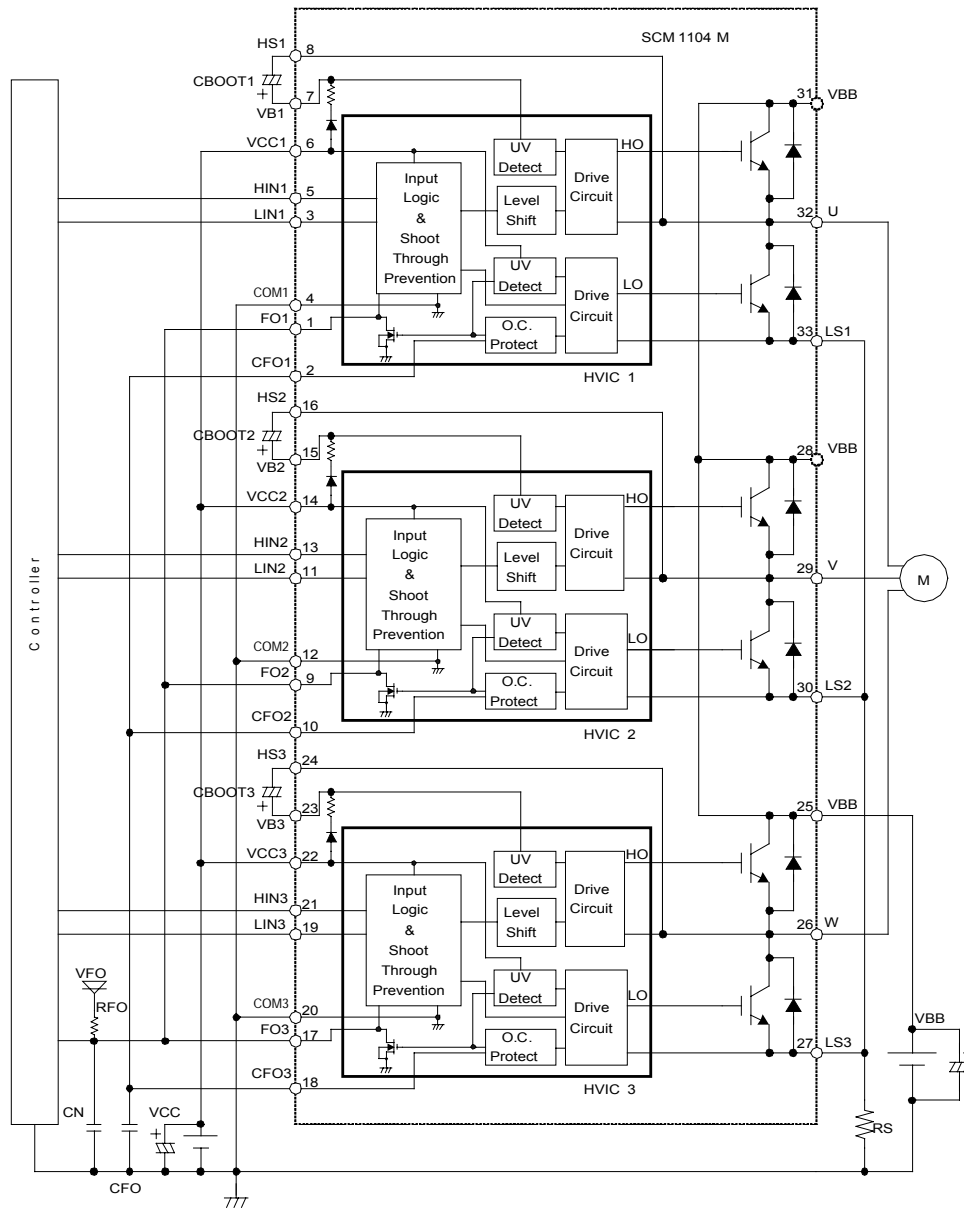 SCM 1104 M
HS1
8
CBOOT1
+
7
VB1
31
VBB
VCC1
6
UV
Detect
HO
Input
Logic
&
Shoot
Through
Prevention
Level
Shift
Drive
Circuit
HIN1
5
LIN1
3
32
U
UV
Detect
LO
Drive
Circuit
COM1
4
FO1
1
O.C.
Protect
33
LS1
CFO1
2
HVIC 1
HS2
16
CBOOT2
+
15
VB2
28
VBB
VCC2
14
UV
Detect
HO
Input
Logic
&
Shoot
Through
Prevention
Level
Shift
Drive
Circuit
HIN2
13
LIN2
11
29
V
M
Controller
UV
Detect
LO
Drive
Circuit
COM2
12
FO2
9
O.C.
Protect
30
LS2
CFO2
10
HVIC 2
HS3
24
CBOOT3
+
23
VB3
25
VBB
VCC3
22
UV
Detect
HO
Input
Logic
&
Shoot
Through
Prevention
Level
Shift
Drive
Circuit
HIN3
21
LIN3
19
26
W
VFO
RFO
UV
Detect
LO
Drive
Circuit
COM3
20
FO3
17
O.C.
Protect
27
LS3
VBB
CFO3
18
HVIC 3
CN
VCC
+
RS
CFO